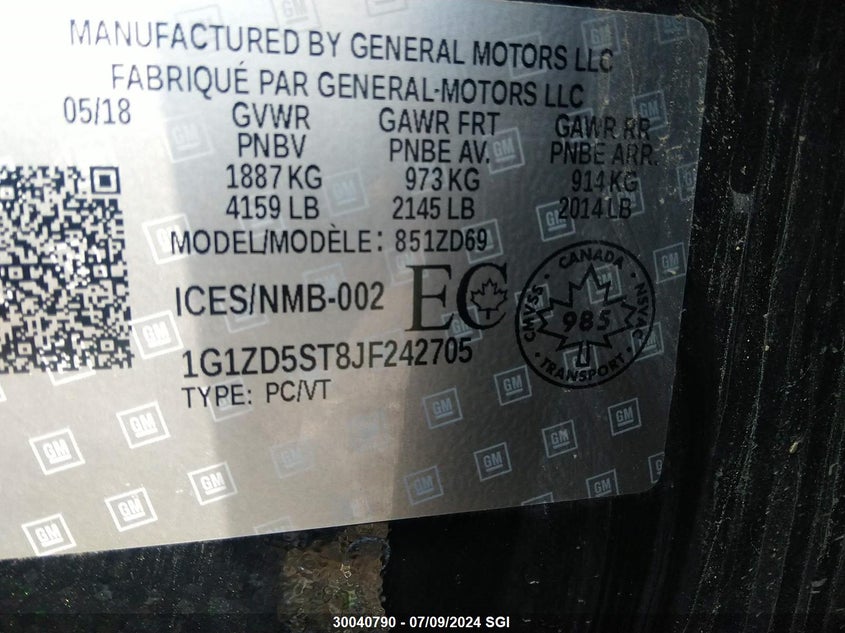 MANUFACTURED BY GENERAL MOTORS LLC
FABRIQUÉ PAR GENERAL-MOTORS LLC
05/18 GVWR GAWR FRT GAWR RR
PNBV PNBE AV. PNBE ARR.
1887 KG 973 KG 914 KG
4159 LB 2145 LB 2014 LB
MODEL/MODÈLE: 851ZD69
ICES/NMB-002 EC
CANADA
CMVSS 985 NSVAC
TRANSPORT
1G1ZD5ST8JF242705
TYPE: PC/VT
GM
30040790 - 07/09/2024 SGI